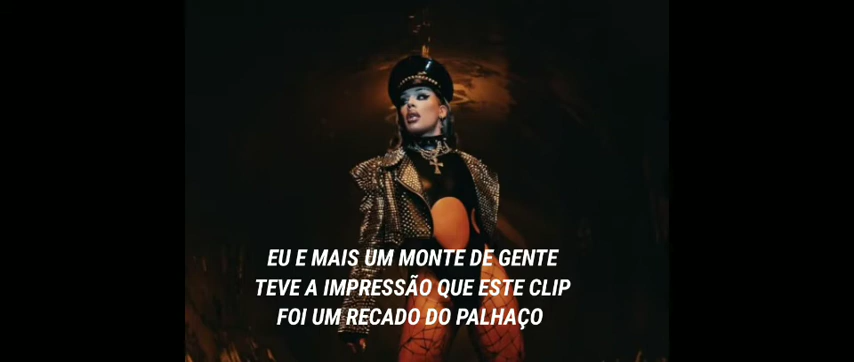 EU E MAIS UM MONTE DE GENTE
TEVE A IMPRESSÃO QUE ESTE CLIP
FOI UM RECADO DO PALHAÇO